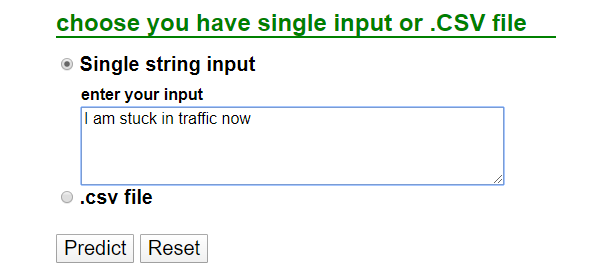 choose you have single input or .CSV file
Single string input
enter your input
I am stuck in traffic now
.csv file
Predict Reset